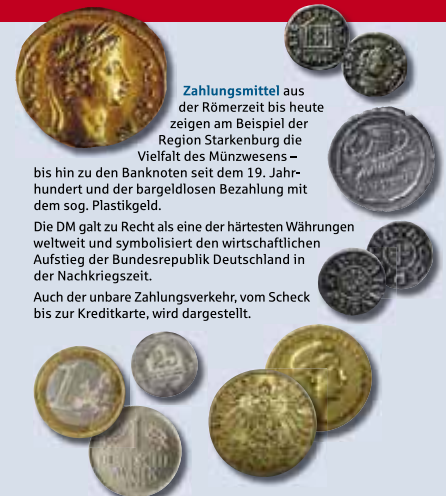 Zahlungsmittel aus
der Römerzeit bis heute
zeigen am Beispiel der
Region Starkenburg die
Vielfalt des Münzwesens –
bis hin zu den Banknoten seit dem 19. Jahr-
hundert und der bargeldlosen Bezahlung mit
dem sog. Plastikgeld.
Die DM galt zu Recht als eine der härtesten Währungen
weltweit und symbolisiert den wirtschaftlichen
Aufstieg der Bundesrepublik Deutschland in
der Nachkriegszeit.
Auch der unbare Zahlungsverkehr, vom Scheck
bis zur Kreditkarte, wird dargestellt.
1
25
1